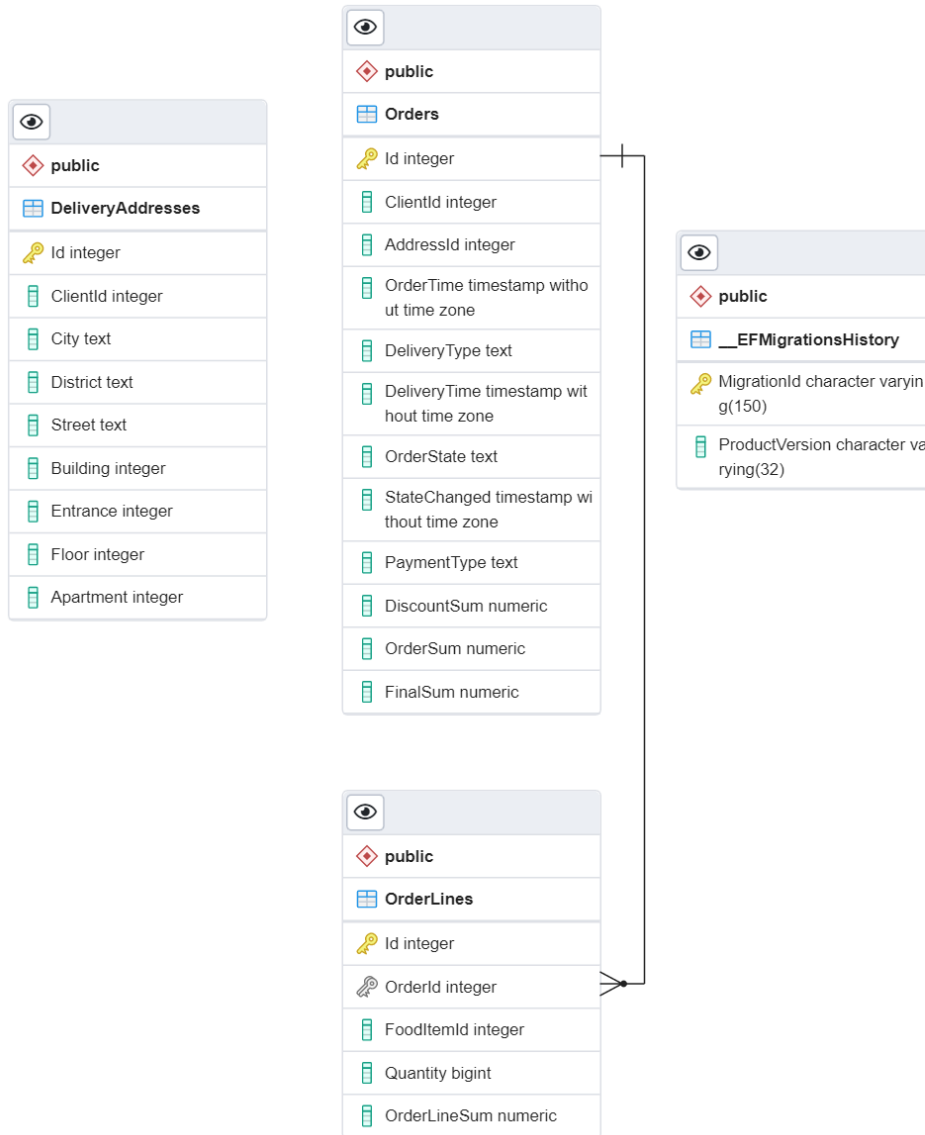 public
DeliveryAddresses
Id integer
ClientId integer
City text
District text
Street text
Building integer
Entrance integer
Floor integer
Apartment integer
public
Orders
Id integer
ClientId integer
AddressId integer
OrderTime timestamp witho
ut time zone
DeliveryType text
DeliveryTime timestamp wit
hout time zone
OrderState text
StateChanged timestamp wi
thout time zone
PaymentType text
DiscountSum numeric
OrderSum numeric
FinalSum numeric
public
OrderLines
Id integer
OrderId integer
FoodItemId integer
Quantity bigint
OrderLineSum numeric
public
__EFMigrationsHistory
MigrationId character varyin
g(150)
ProductVersion character va
rying(32)